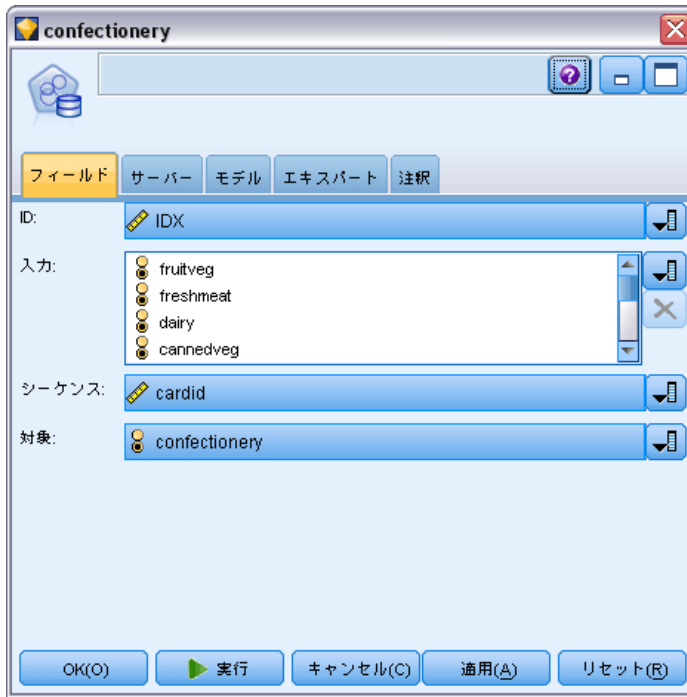 confectionery
フィールド サーバー モデル エキスパート 注釈
ID: IDX
入力: fruitveg
freshmeat
dairy
cannedveg
シーケンス: cardid
対象: confectionery
OK(O) 実行 キャンセル(C) 適用(A) リセット(R)